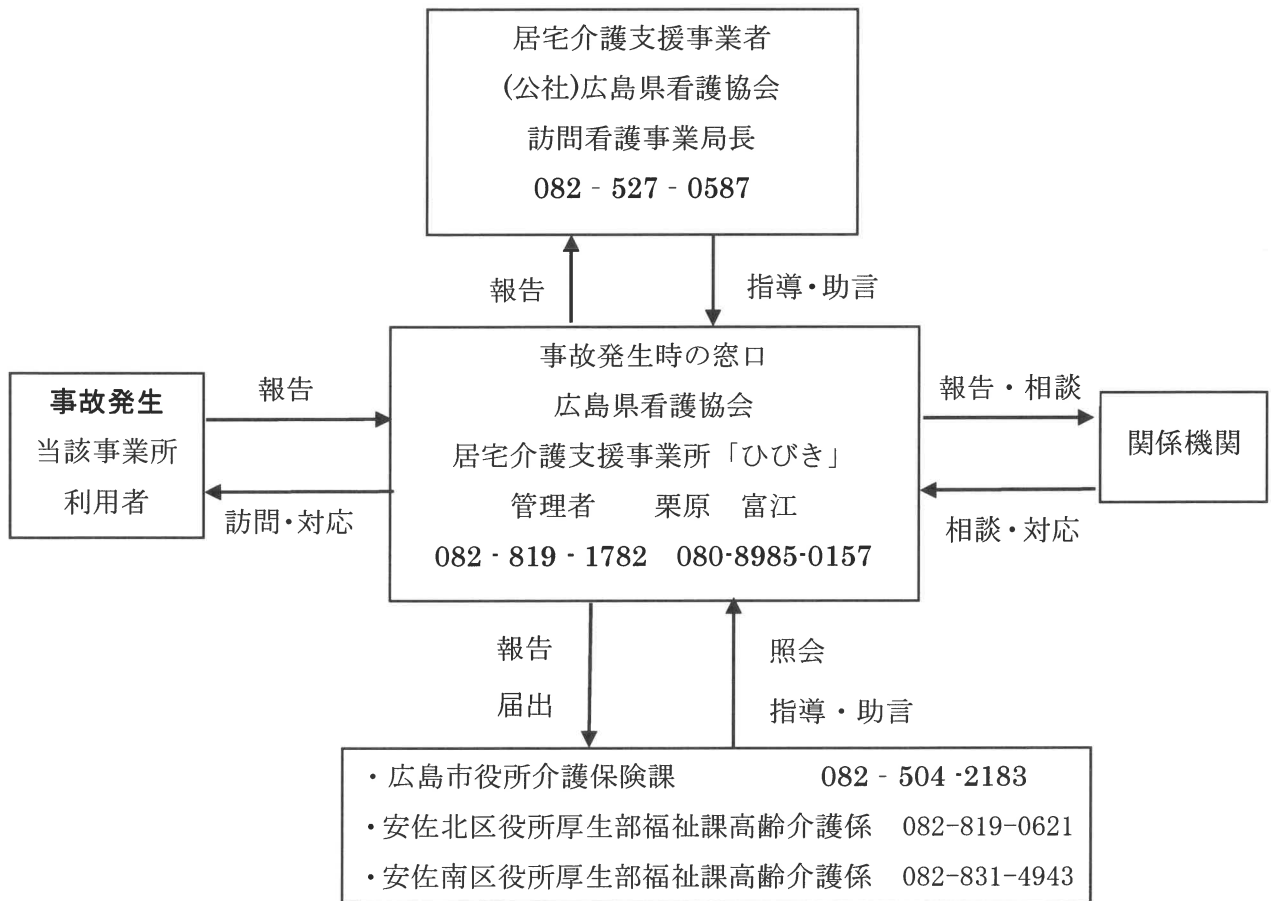 居宅介護支援事業者
(公社)広島県看護協会
訪問看護事業局長
082 - 527 - 0587
報告
指導・助言
事故発生
当該事業所
利用者
報告
訪問・対応
事故発生時の窓口
広島県看護協会
居宅介護支援事業所「ひびき」
管理者 栗原 富江
082 - 819 - 1782 080-8985-0157
報告・相談
相談・対応
関係機関
報告
届出
照会
指導・助言
・広島市役所介護保険課 082 - 504 -2183
・安佐北区役所厚生部福祉課高齢介護係 082-819-0621
・安佐南区役所厚生部福祉課高齢介護係 082-831-4943